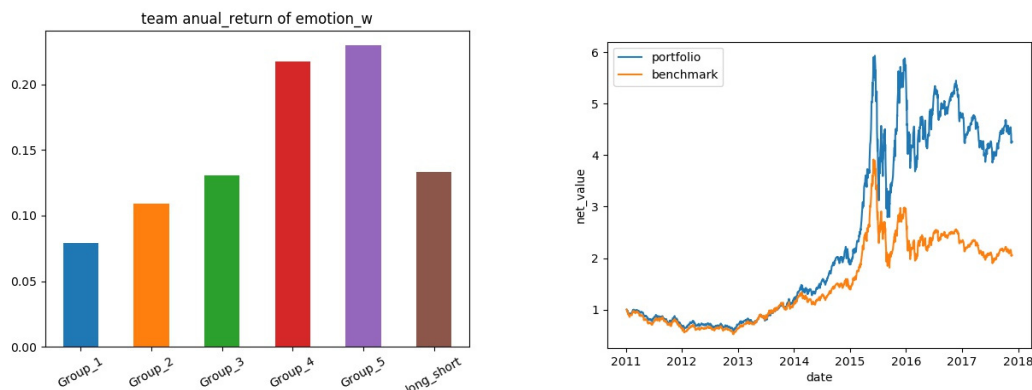 team anual_return of emotion_w
0.20
0.15
0.10
0.05
0.00
Group_1
Group_2
Group_3
Group_4
Group_5
long_short
portfolio
benchmark
6
5
4
3
2
1
net_value
2011 2012 2013 2014 2015 2016 2017 2018
date